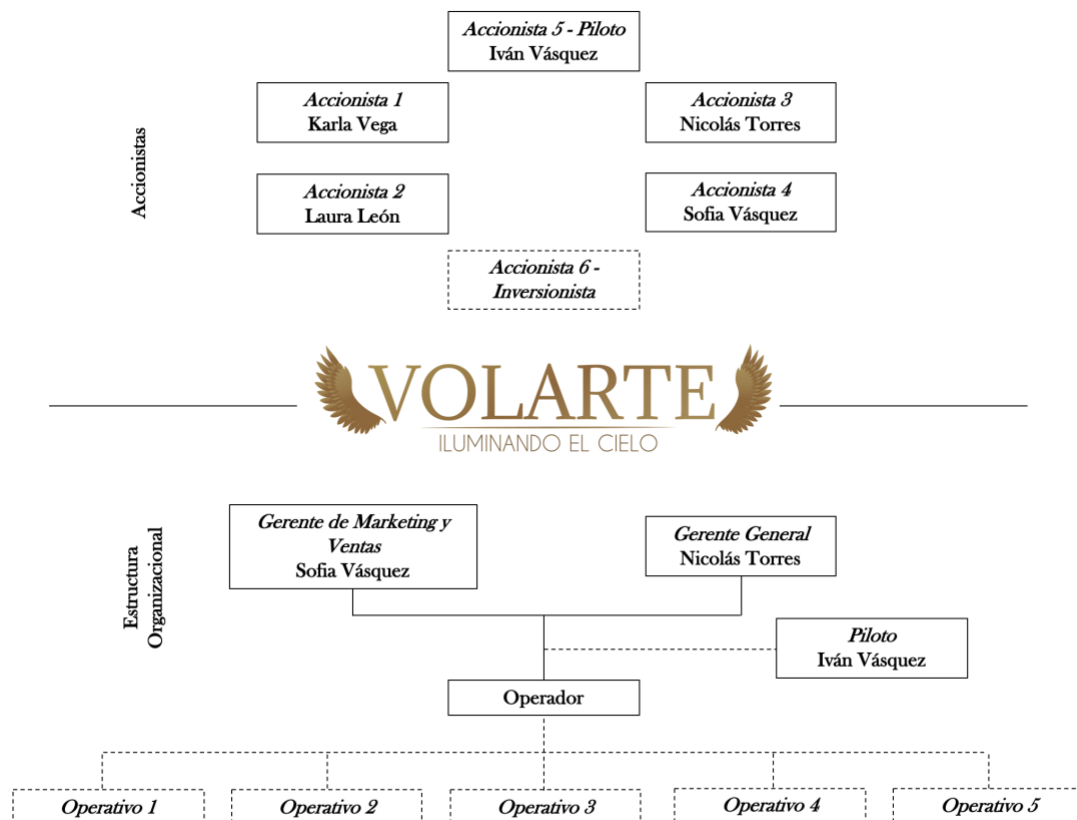 Accionista 5 - Piloto
Iván Vásquez
Accionista 1
Karla Vega
Accionista 3
Nicolás Torres
Accionistas
Accionista 2
Laura León
Accionista 4
Sofia Vásquez
Accionista 6 -
Inversionista
VOLARTE
ILUMINANDO EL CIELO
Estructura
Organizacional
Gerente de Marketing y
Ventas
Sofia Vásquez
Gerente General
Nicolás Torres
Piloto
Iván Vásquez
Operador
Operativo 1
Operativo 2
Operativo 3
Operativo 4
Operativo 5